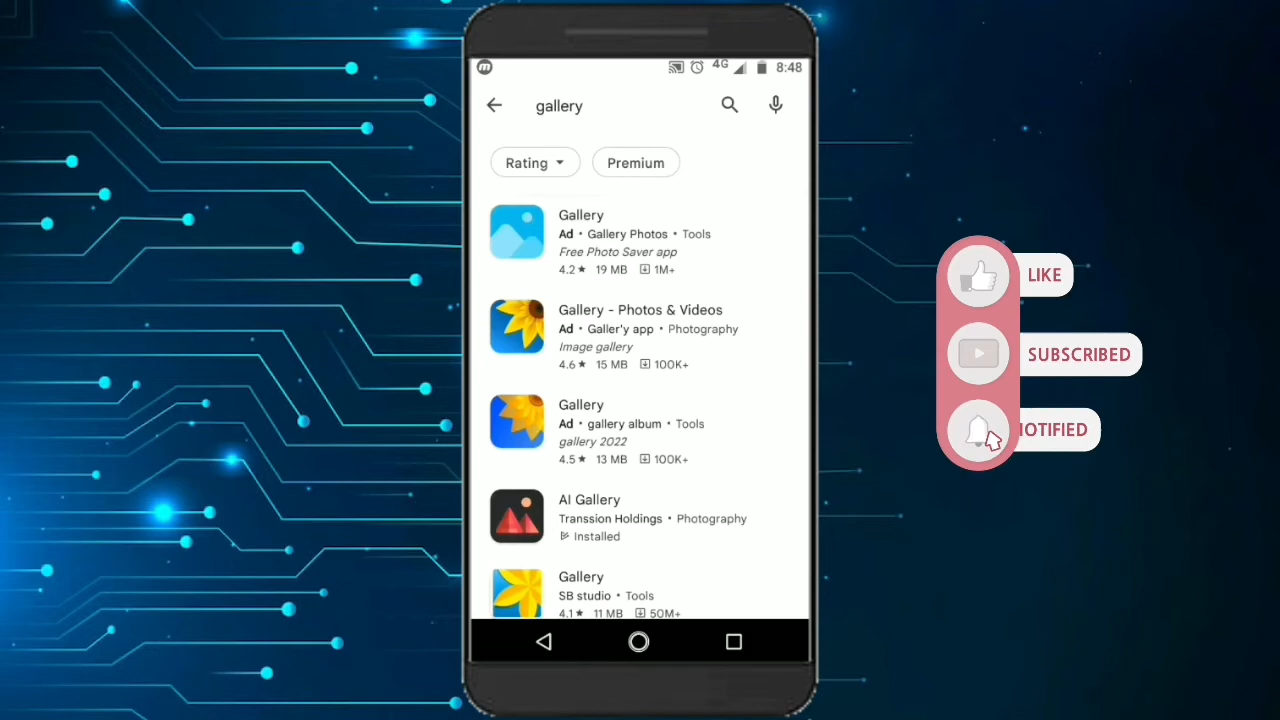 4G 8:48
gallery
Rating Premium
Gallery
Ad • Gallery Photos • Tools
Free Photo Saver app
4.2★ 19 MB 1M+
Gallery - Photos & Videos
Ad • Galler'y app • Photography
Image gallery
4.6★ 15 MB 100K+
Gallery
Ad • gallery album • Tools
gallery 2022
4.5★ 13 MB 100K+
AI Gallery
Transsion Holdings • Photography
Installed
Gallery
SB studio • Tools
4.1★ 11 MB 50M+
LIKE
SUBSCRIBED
NOTIFIED